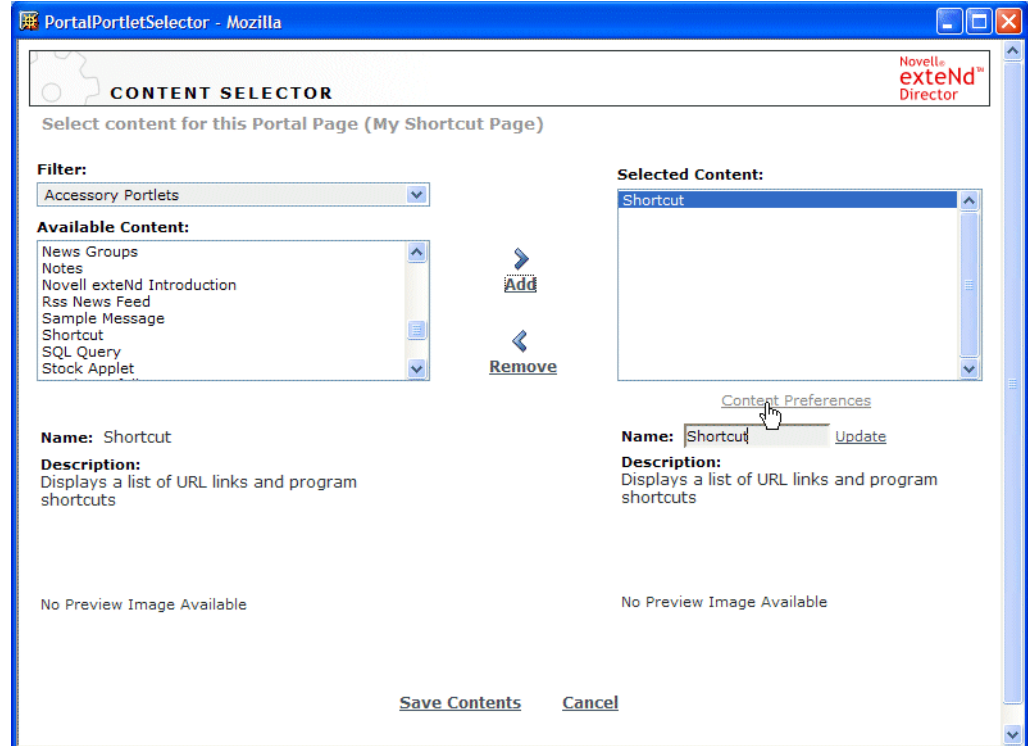 PortalPortletSelector - Mozilla
CONTENT SELECTOR
Novell®
exteNd™
Director
Select content for this Portal Page (My Shortcut Page)
Filter:
Accessory Portlets
Available Content:
News Groups
Notes
Novell exteNd Introduction
Rss News Feed
Sample Message
Shortcut
SQL Query
Stock Applet
Add
Remove
Selected Content:
Shortcut
Content Preferences
Name: Shortcut
Description:
Displays a list of URL links and program
shortcuts
No Preview Image Available
Name: Shortcut Update
Description:
Displays a list of URL links and program
shortcuts
No Preview Image Available
Save Contents Cancel